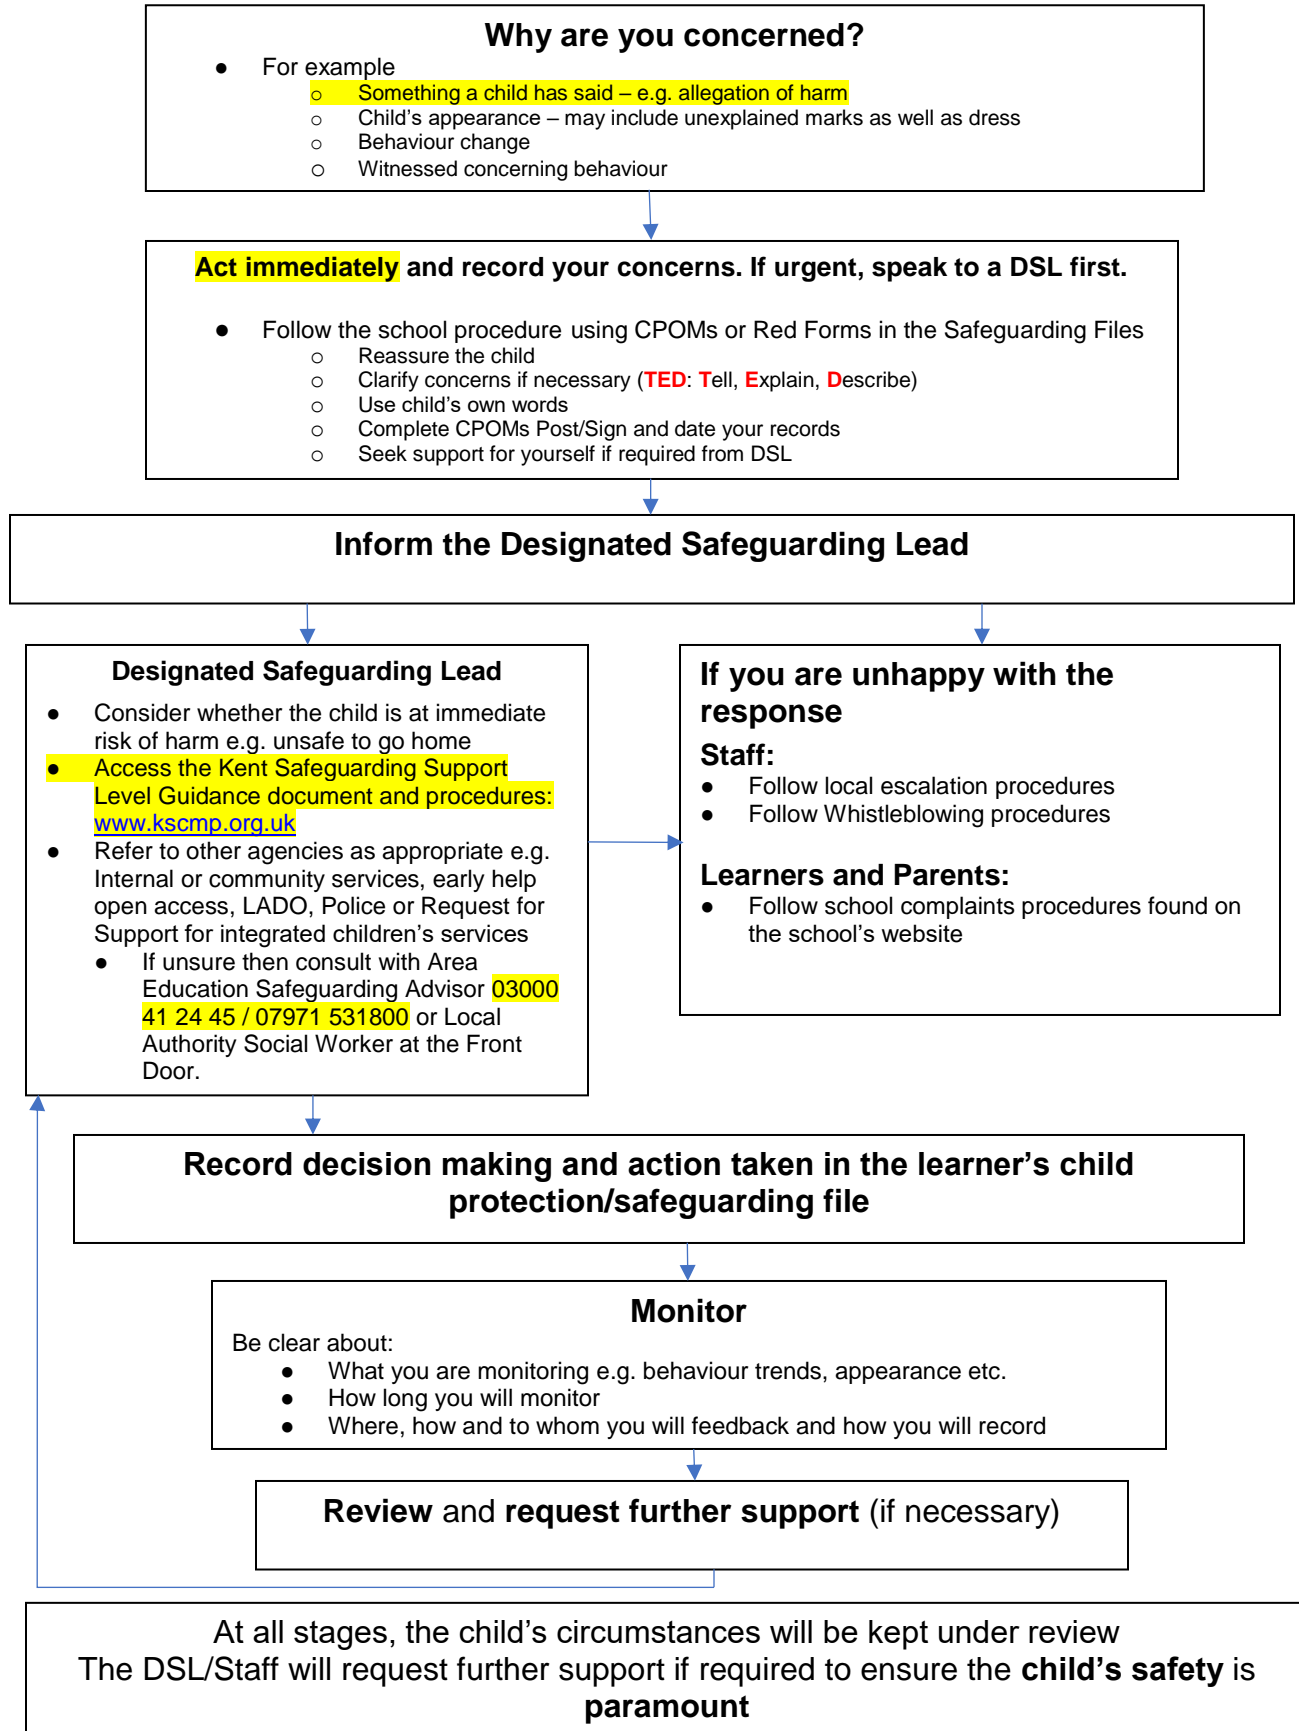 Why are you concerned?
● For example
○ Something a child has said – e.g. allegation of harm
○ Child's appearance – may include unexplained marks as well as dress
○ Behaviour change
○ Witnessed concerning behaviour
Act immediately and record your concerns. If urgent, speak to a DSL first.
● Follow the school procedure using CPOMs or Red Forms in the Safeguarding Files
○ Reassure the child
○ Clarify concerns if necessary (TED: Tell, Explain, Describe)
○ Use child's own words
○ Complete CPOMs Post/Sign and date your records
○ Seek support for yourself if required from DSL
Inform the Designated Safeguarding Lead
Designated Safeguarding Lead
● Consider whether the child is at immediate
risk of harm e.g. unsafe to go home
● Access the Kent Safeguarding Support
Level Guidance document and procedures:
www.kscmp.org.uk
● Refer to other agencies as appropriate e.g.
Internal or community services, early help
open access, LADO, Police or Request for
Support for integrated children's services
● If unsure then consult with Area
Education Safeguarding Advisor 03000
41 24 45 / 07971 531800 or Local
Authority Social Worker at the Front
Door.
If you are unhappy with the
response
Staff:
● Follow local escalation procedures
● Follow Whistleblowing procedures
Learners and Parents:
● Follow school complaints procedures found on
the school's website
Record decision making and action taken in the learner's child
protection/safeguarding file
Monitor
Be clear about:
● What you are monitoring e.g. behaviour trends, appearance etc.
● How long you will monitor
● Where, how and to whom you will feedback and how you will record
Review and request further support (if necessary)
At all stages, the child's circumstances will be kept under review
The DSL/Staff will request further support if required to ensure the child's safety is
paramount